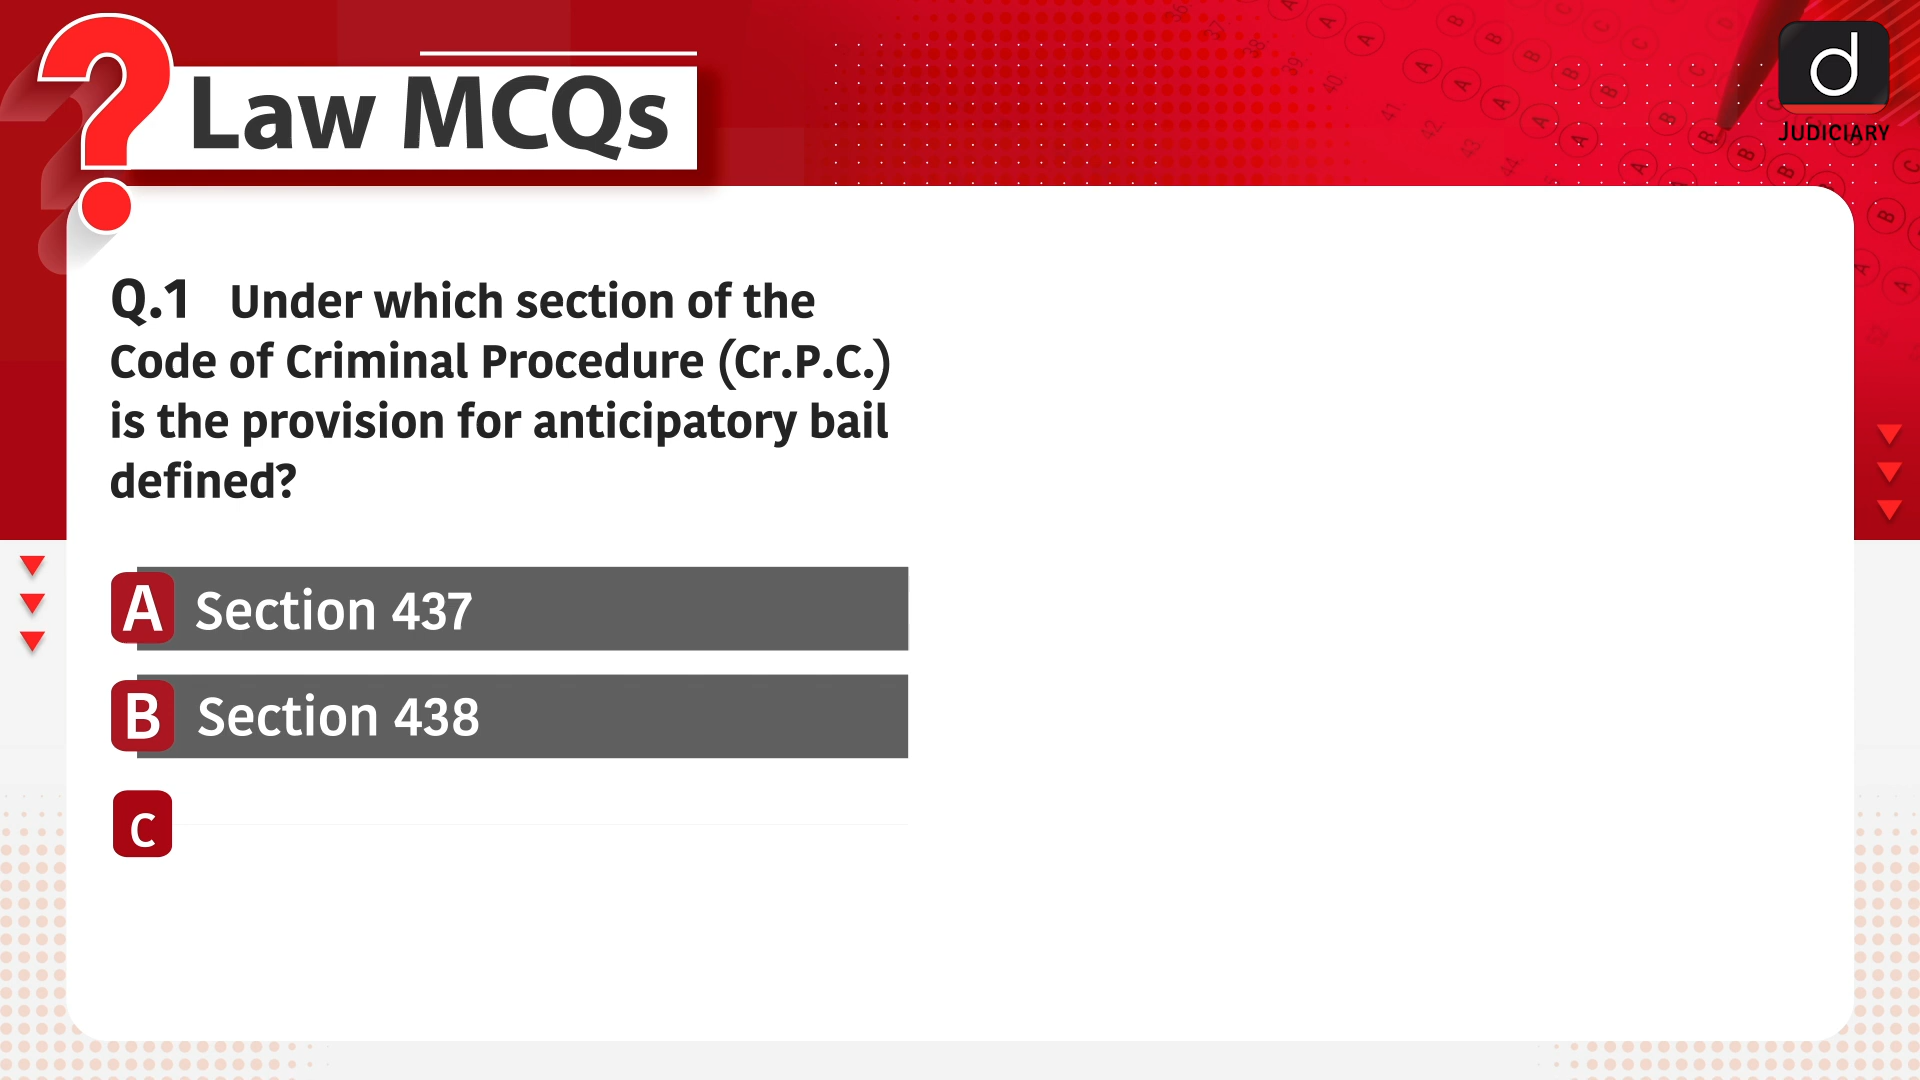 Law MCQs
JUDICIARY
Q.1 Under which section of the
Code of Criminal Procedure (Cr.P.C.)
is the provision for anticipatory bail
defined?
A Section 437
B Section 438
C